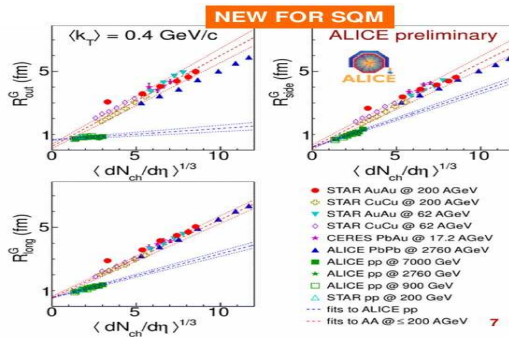 NEW FOR SQM
⟨k_T⟩ = 0.4 GeV/c
ALICE preliminary
ALICE
R^G_out (fm)
5
1
0 5 10
⟨ dN_ch/dη ⟩^1/3
R^G_side (fm)
5
1
0 5 10
⟨ dN_ch/dη ⟩^1/3
R^G_long (fm)
5
1
0 5 10
⟨ dN_ch/dη ⟩^1/3
STAR AuAu @ 200 AGeV
STAR CuCu @ 200 AGeV
STAR AuAu @ 62 AGeV
STAR CuCu @ 62 AGeV
CERES PbAu @ 17.2 AGeV
ALICE PbPb @ 2760 AGeV
ALICE pp @ 7000 GeV
ALICE pp @ 2760 GeV
ALICE pp @ 900 GeV
STAR pp @ 200 GeV
fits to ALICE pp
fits to AA @ ≤ 200 AGeV
7